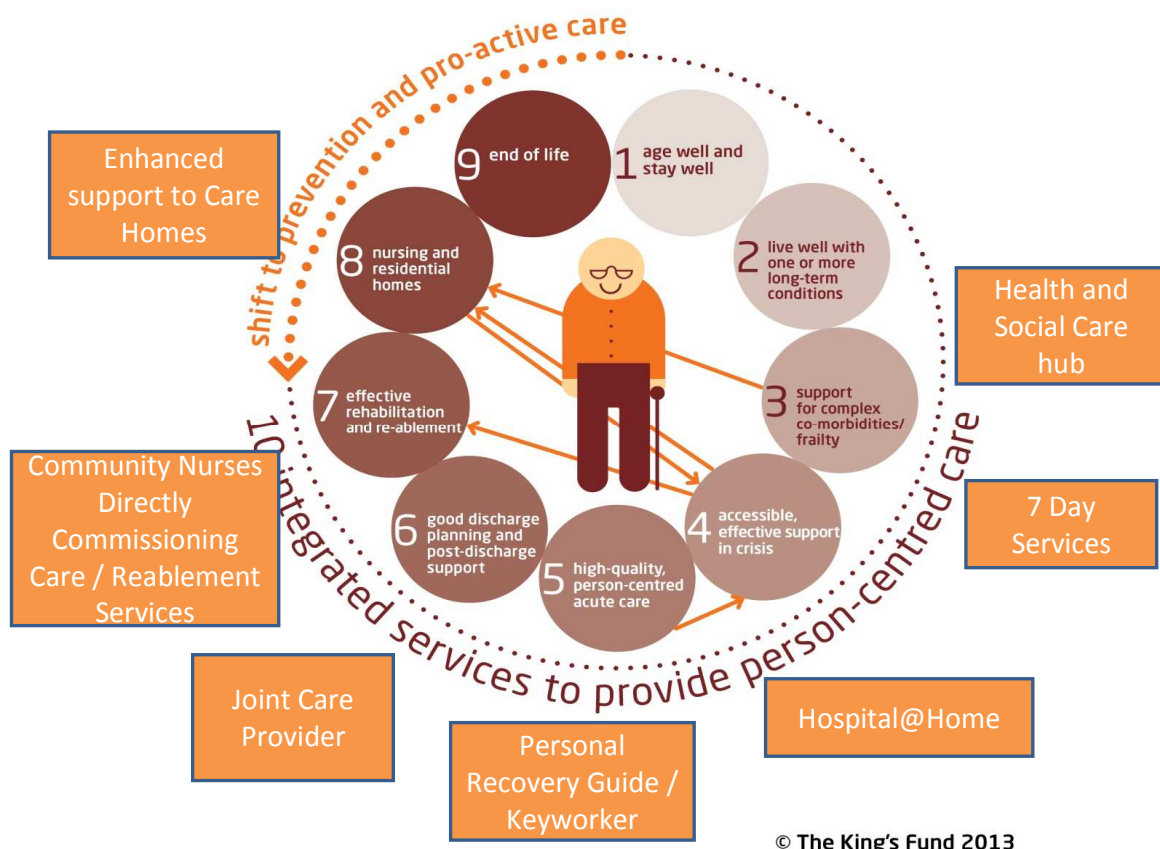 shift to prevention and pro-active care
9 end of life
1 age well and
stay well
Enhanced
support to Care
Homes
8 nursing and
residential
homes
2 live well with
one or more
long-term
conditions
Health and
Social Care
hub
7 effective
rehabilitation
and re-ablement
3 support
for complex
co-morbidities/
frailty
Community Nurses
Directly
Commissioning
Care / Reablement
Services
6 good discharge
planning and
post-discharge
support
4 accessible,
effective support
in crisis
7 Day
Services
5 high-quality,
person-centred
acute care
10 integrated services to provide person-centred care
Joint Care
Provider
Personal
Recovery Guide /
Keyworker
Hospital@Home
© The King's Fund 2013